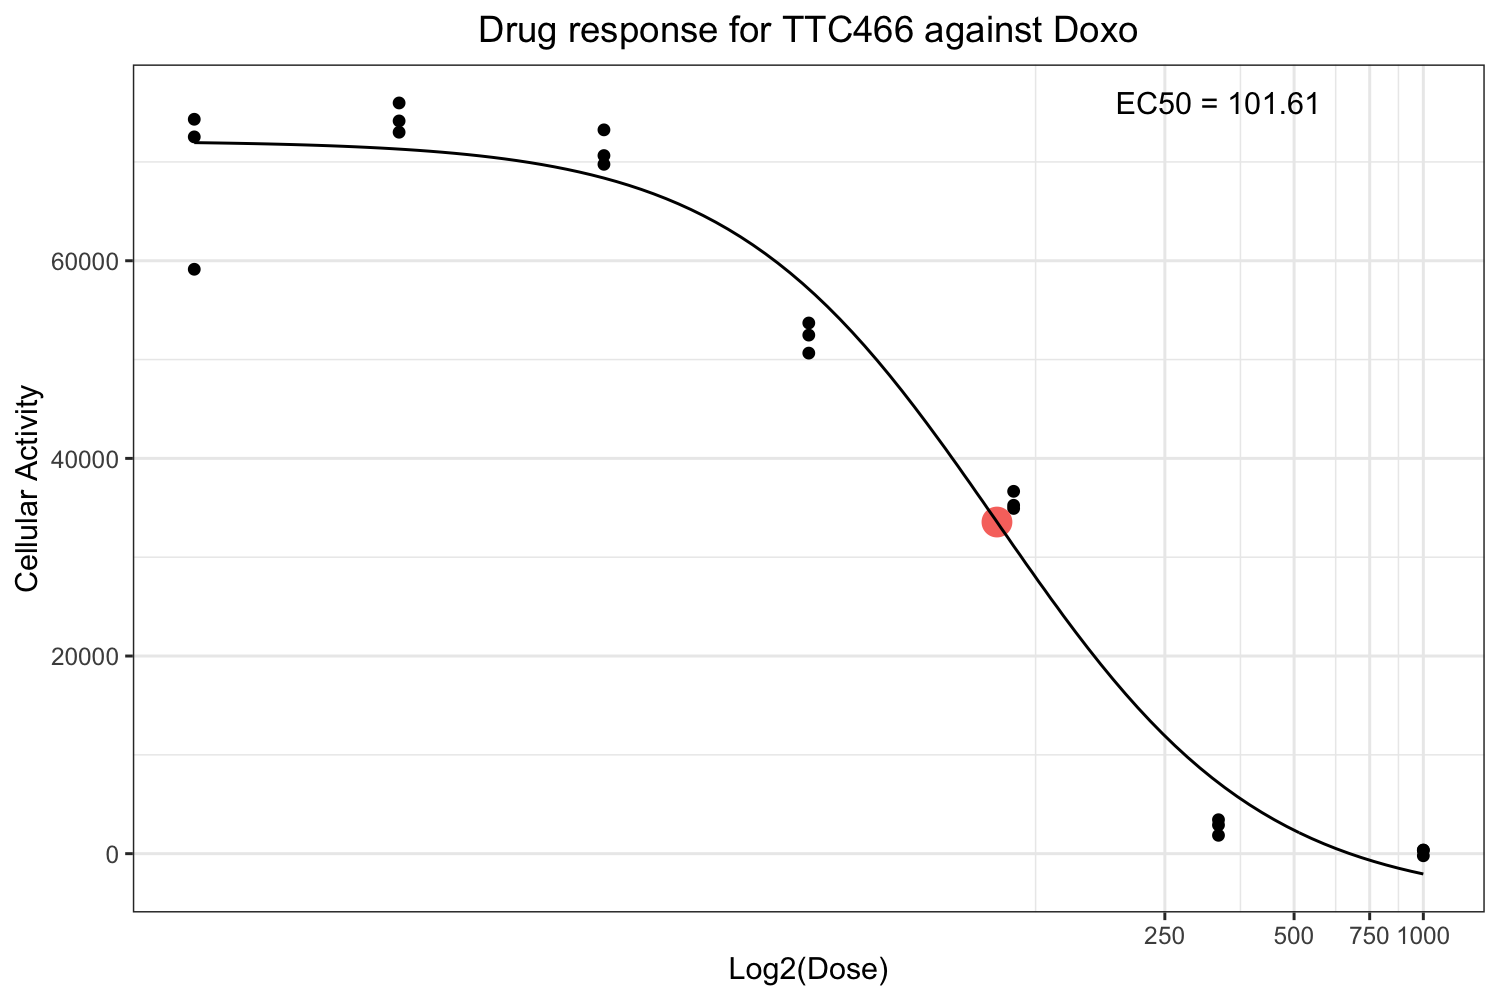 Drug response for TTC466 against Doxo
EC50 = 101.61
60000
40000
20000
0
Cellular Activity
250 500 750 1000
Log2(Dose)